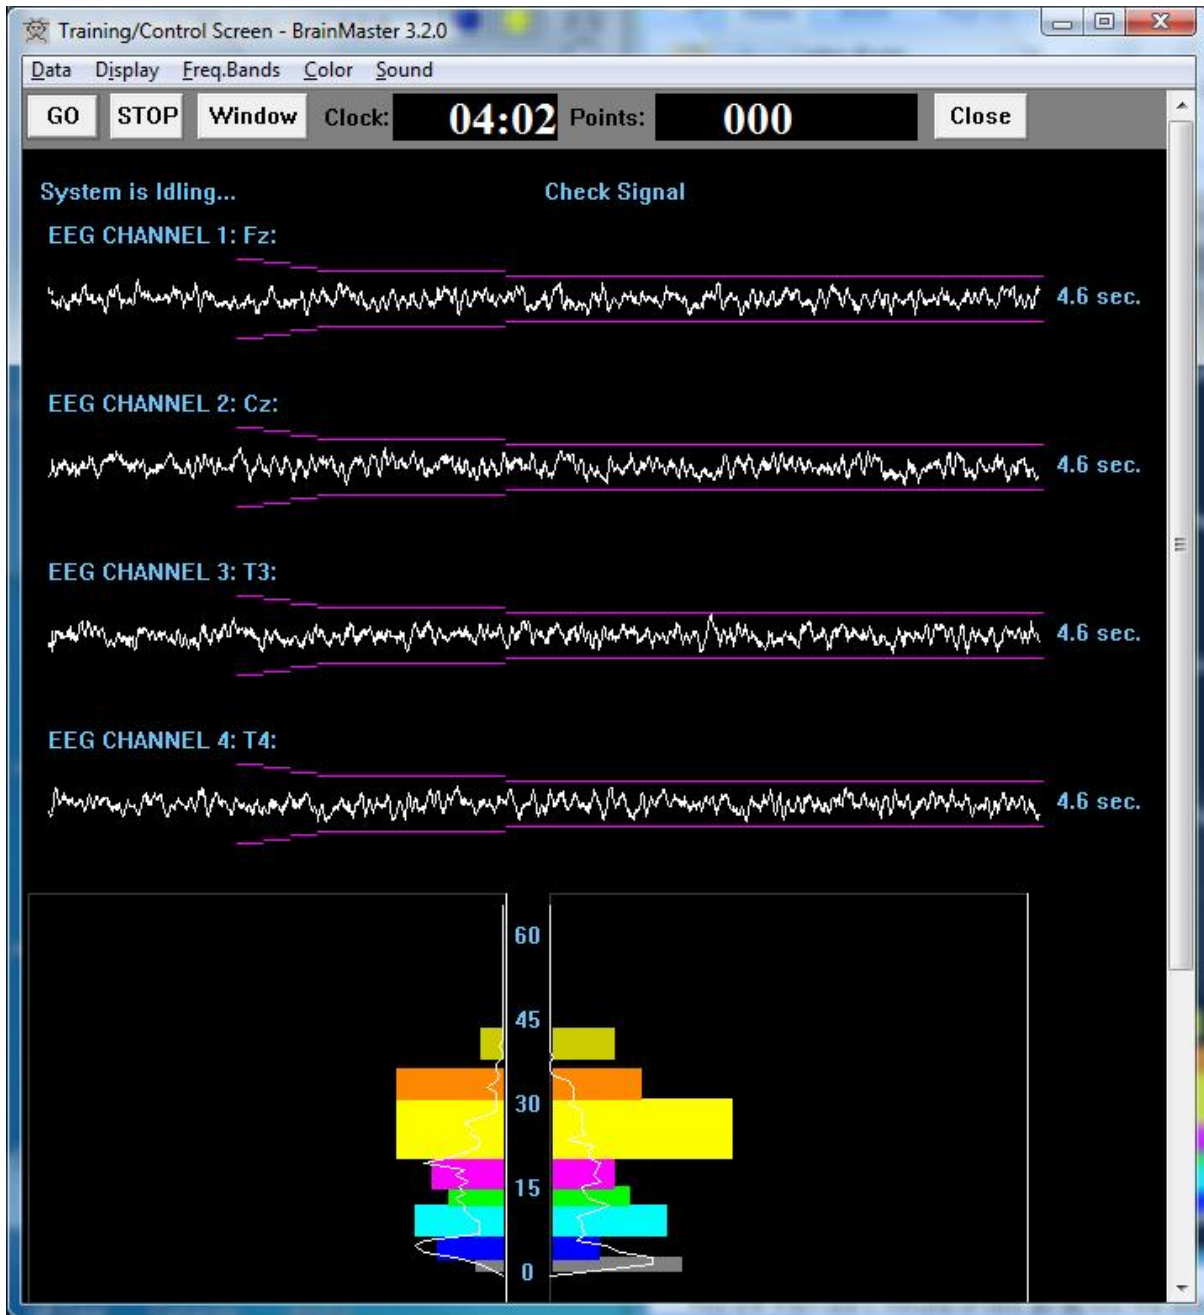 Training/Control Screen - BrainMaster 3.2.0
Data Display Freq.Bands Color Sound
GO STOP Window Clock: 04:02 Points: 000 Close
System is Idling... Check Signal
EEG CHANNEL 1: Fz:
4.6 sec.
EEG CHANNEL 2: Cz:
4.6 sec.
EEG CHANNEL 3: T3:
4.6 sec.
EEG CHANNEL 4: T4:
4.6 sec.
60
45
30
15
0